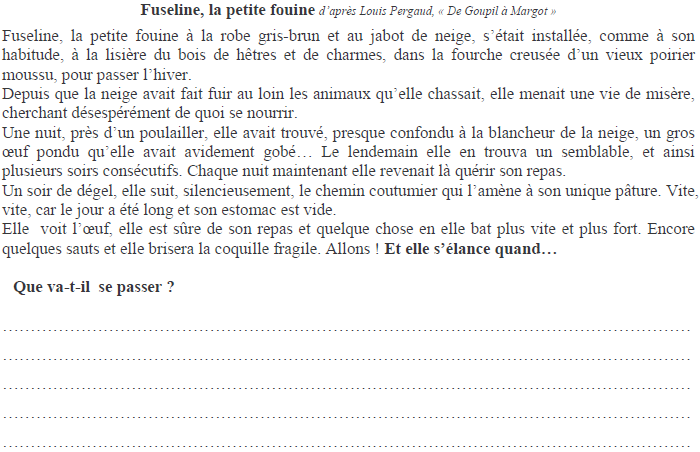 Fuseline, la petite fouine d'après Louis Pergaud, « De Goupil à Margot »
Fuseline, la petite fouine à la robe gris-brun et au jabot de neige, s'était installée, comme à son
habitude, à la lisière du bois de hêtres et de charmes, dans la fourche creusée d'un vieux poirier
moussu, pour passer l'hiver.
Depuis que la neige avait fait fuir au loin les animaux qu'elle chassait, elle menait une vie de misère,
cherchant désespérément de quoi se nourrir.
Une nuit, près d'un poulailler, elle avait trouvé, presque confondu à la blancheur de la neige, un gros
œuf pondu qu'elle avait avidement gobé… Le lendemain elle en trouva un semblable, et ainsi
plusieurs soirs consécutifs. Chaque nuit maintenant elle revenait là quérir son repas.
Un soir de dégel, elle suit, silencieusement, le chemin coutumier qui l'amène à son unique pâture. Vite,
vite, car le jour a été long et son estomac est vide.
Elle voit l'œuf, elle est sûre de son repas et quelque chose en elle bat plus vite et plus fort. Encore
quelques sauts et elle brisera la coquille fragile. Allons ! Et elle s'élance quand…
Que va-t-il se passer ?